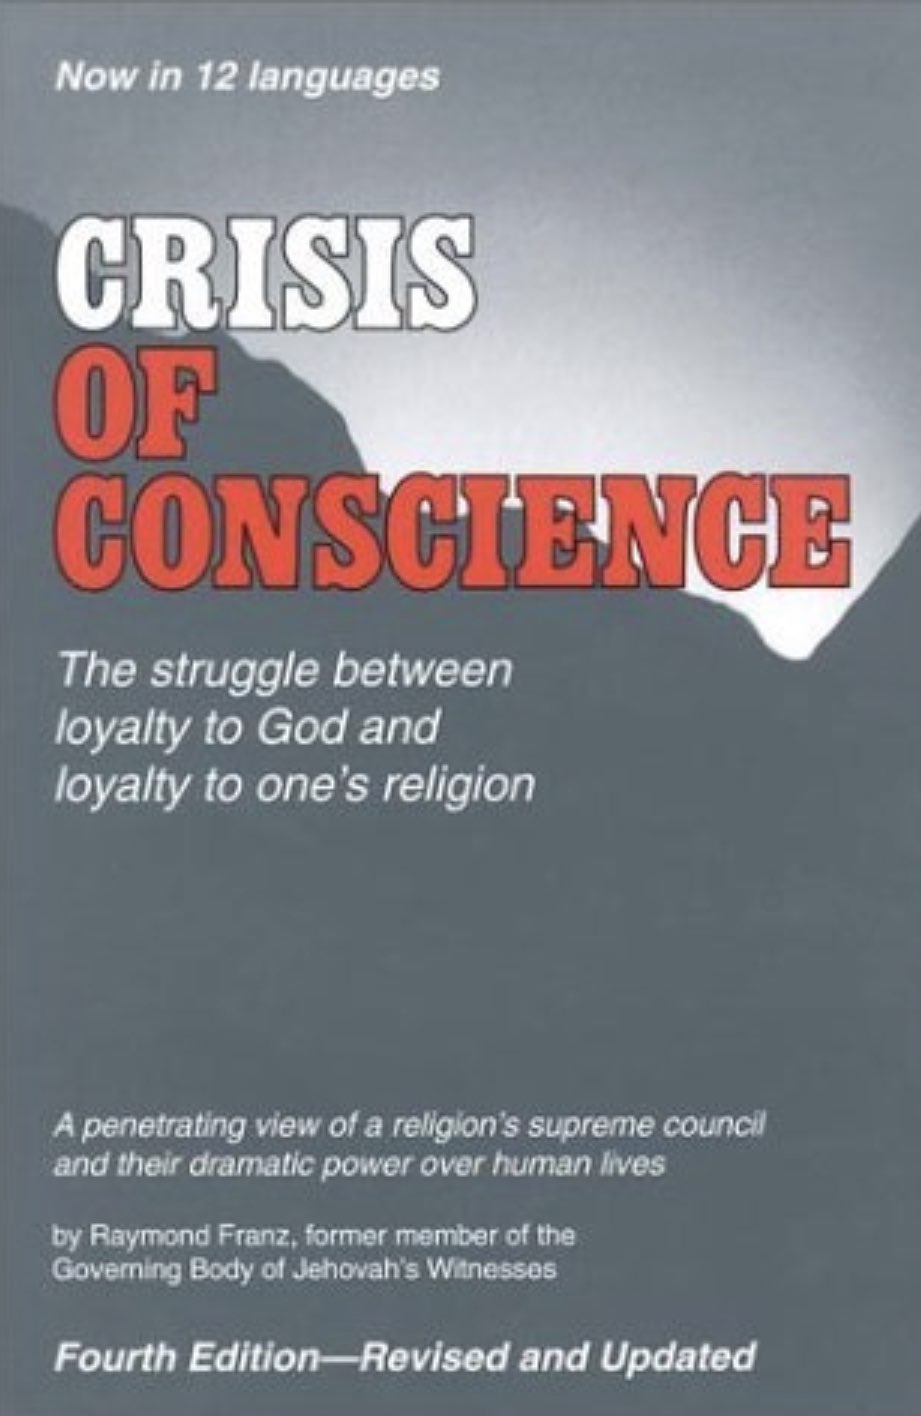 Now in 12 languages
CRISIS
OF
CONSCIENCE
The struggle between
loyalty to God and
loyalty to one's religion
A penetrating view of a religion's supreme council
and their dramatic power over human lives
by Raymond Franz, former member of the
Governing Body of Jehovah's Witnesses
Fourth Edition—Revised and Updated